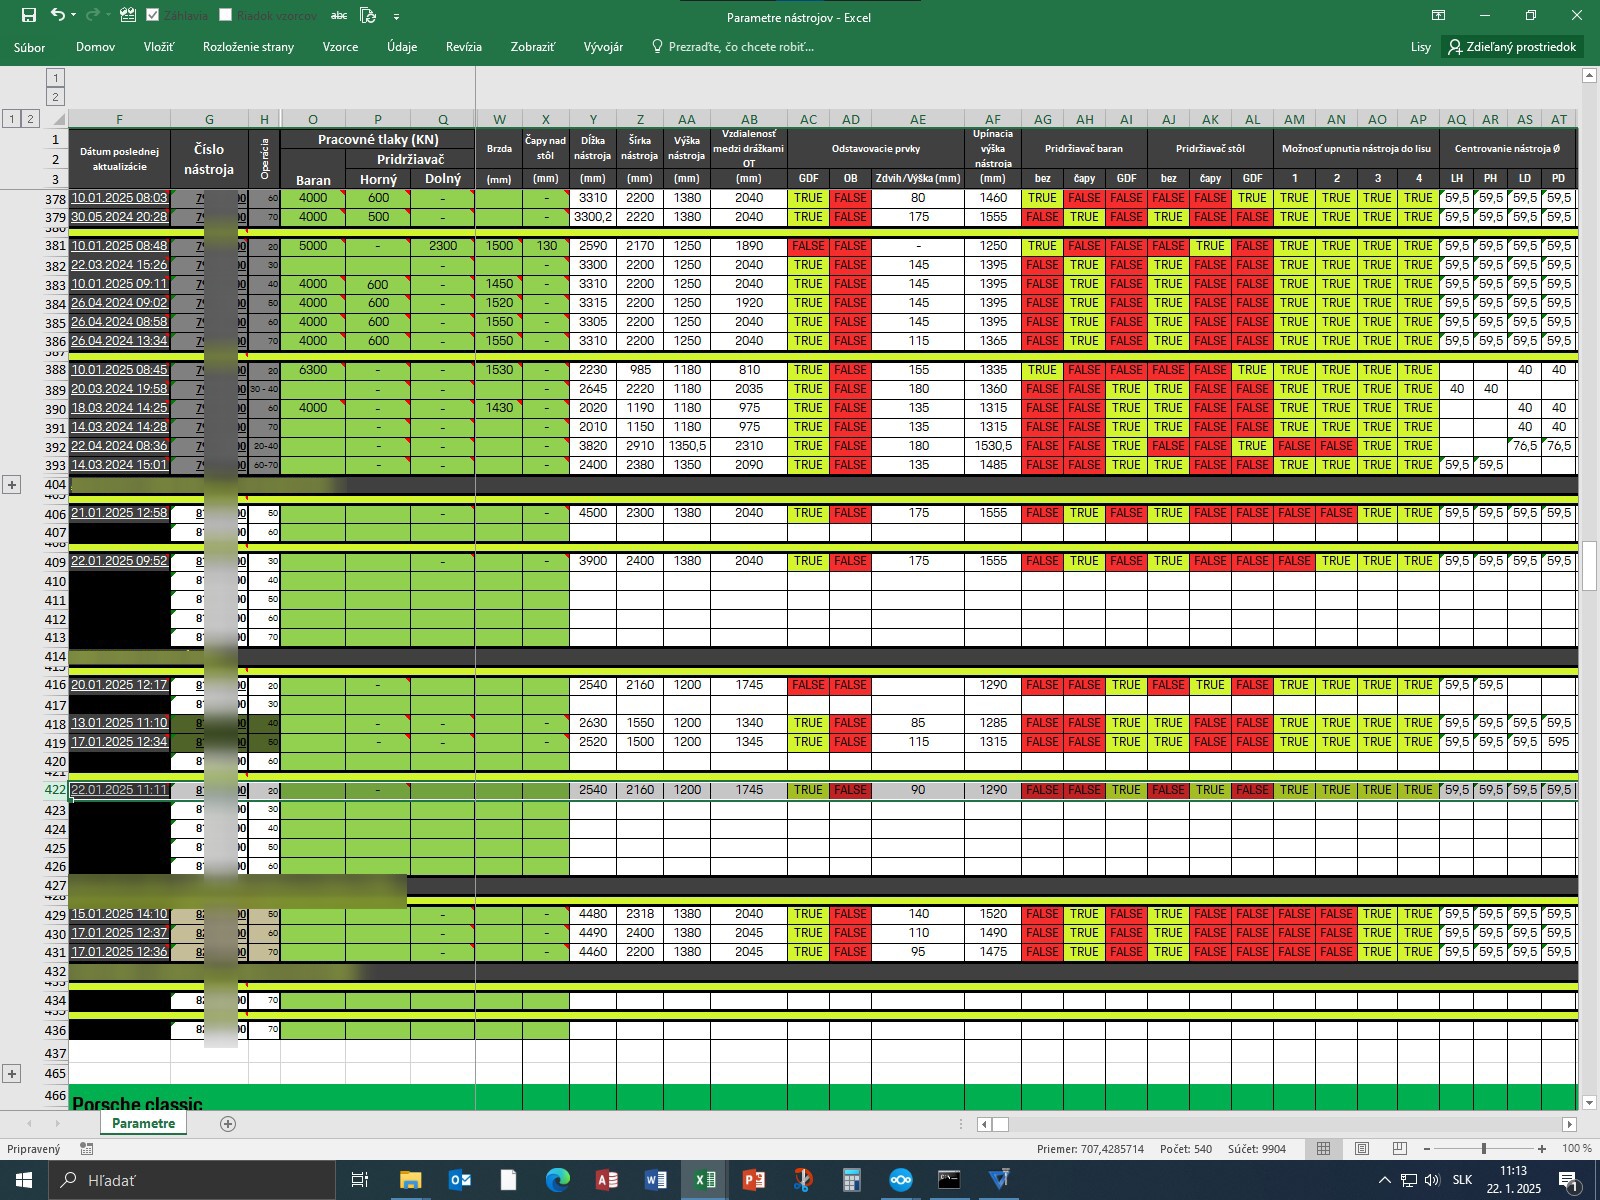 Záhlavia Riadok vzorcov abc
Parametre nástrojov - Excel
Súbor Domov Vložiť Rozloženie strany Vzorce Údaje Revízia Zobraziť Vývojár Prezraďte, čo chcete robiť... Lisy Zdieľaný prostriedok
1
2
1 2 F G H O P Q W X Y Z AA AB AC AD AE AF AG AH AI AJ AK AL AM AN AO AP AQ AR AS AT
1 2 3
Dátum poslednej aktualizácie
Číslo nástroja
Operácia
Pracovné tlaky (KN)
Pridržiavač
Baran Horný Dolný
Brzda (mm)
Čapy nad stôl (mm)
Dĺžka nástroja (mm)
Šírka nástroja (mm)
Výška nástroja (mm)
Vzdialenosť medzi drážkami OT (mm)
Odstavovacie prvky
GDF OB Zdvih/Výška (mm)
Upínacia výška nástroja (mm)
Pridržiavač baran
bez čapy GDF
Pridržiavač stôl
bez čapy GDF
Možnosť upnutia nástroja do lisu
1 2 3 4
Centrovanie nástroja Ø
LH PH LD PD
378 10.01.2025 08:03 60 4000 600 - - 3310 2200 1380 2040 TRUE FALSE 80 1460 TRUE FALSE FALSE FALSE FALSE TRUE TRUE TRUE TRUE TRUE 59,5 59,5 59,5 59,5
379 30.05.2024 20:28 70 4000 500 - - 3300,2 2220 1380 2040 TRUE FALSE 175 1555 FALSE TRUE FALSE TRUE FALSE FALSE TRUE TRUE TRUE TRUE 59,5 59,5 59,5 59,5
381 10.01.2025 08:48 20 5000 - 2300 1500 130 2590 2170 1250 1890 FALSE FALSE - 1250 TRUE FALSE FALSE FALSE TRUE FALSE TRUE TRUE TRUE TRUE 59,5 59,5 59,5 59,5
382 22.03.2024 15:26 30 - - 3300 2200 1250 2040 TRUE FALSE 145 1395 FALSE TRUE FALSE TRUE FALSE FALSE TRUE TRUE TRUE TRUE 59,5 59,5 59,5 59,5
383 10.01.2025 09:11 40 4000 600 - 1450 - 3310 2200 1250 2040 TRUE FALSE 145 1395 FALSE TRUE FALSE TRUE FALSE FALSE TRUE TRUE TRUE TRUE 59,5 59,5 59,5 59,5
384 26.04.2024 09:02 50 4000 600 - 1520 - 3315 2200 1250 1920 TRUE FALSE 145 1395 FALSE TRUE FALSE TRUE FALSE FALSE TRUE TRUE TRUE TRUE 59,5 59,5 59,5 59,5
385 26.04.2024 08:58 60 4000 600 - 1550 - 3305 2200 1250 2040 TRUE FALSE 145 1395 FALSE TRUE FALSE TRUE FALSE FALSE TRUE TRUE TRUE TRUE 59,5 59,5 59,5 59,5
386 26.04.2024 13:34 70 4000 600 - 1550 - 3310 2200 1250 2040 TRUE FALSE 115 1365 FALSE TRUE FALSE TRUE FALSE FALSE TRUE TRUE TRUE TRUE 59,5 59,5 59,5 59,5
388 10.01.2025 08:45 20 6300 - - 1530 - 2230 985 1180 810 TRUE FALSE 155 1335 TRUE FALSE FALSE FALSE FALSE TRUE TRUE TRUE TRUE TRUE 40 40
389 20.03.2024 19:58 30 - 40 - - - 2645 2220 1180 2035 TRUE FALSE 180 1360 FALSE FALSE TRUE TRUE FALSE FALSE TRUE TRUE TRUE TRUE 40 40
390 18.03.2024 14:25 60 4000 - - 1430 - 2020 1190 1180 975 TRUE FALSE 135 1315 FALSE FALSE TRUE TRUE FALSE FALSE TRUE TRUE TRUE TRUE 40 40
391 14.03.2024 14:28 70 - - - 2010 1150 1180 975 TRUE FALSE 135 1315 FALSE FALSE TRUE TRUE FALSE FALSE TRUE TRUE TRUE TRUE 40 40
392 22.04.2024 08:36 20-40 - - - 3820 2910 1350,5 2310 TRUE FALSE 180 1530,5 FALSE FALSE TRUE FALSE FALSE TRUE FALSE FALSE TRUE TRUE 76,5 76,5
393 14.03.2024 15:01 60-70 - - - 2400 2380 1350 2090 TRUE FALSE 135 1485 FALSE FALSE TRUE TRUE FALSE FALSE TRUE TRUE TRUE TRUE 59,5 59,5
404
406 21.01.2025 12:58 50 - - 4500 2300 1380 2040 TRUE FALSE 175 1555 FALSE TRUE FALSE TRUE FALSE FALSE FALSE FALSE TRUE TRUE 59,5 59,5 59,5 59,5
407 60
409 22.01.2025 09:52 30 - - 3900 2400 1380 2040 TRUE FALSE 175 1555 FALSE TRUE FALSE TRUE FALSE FALSE FALSE TRUE TRUE TRUE 59,5 59,5 59,5 59,5
410 40
411 50
412 60
413 70
414
416 20.01.2025 12:17 20 - 2540 2160 1200 1745 FALSE FALSE 1290 FALSE FALSE TRUE FALSE TRUE FALSE TRUE TRUE TRUE TRUE 59,5 59,5
417 30
418 13.01.2025 11:10 40 - - - 2630 1550 1200 1340 TRUE FALSE 85 1285 FALSE FALSE TRUE TRUE FALSE FALSE TRUE TRUE TRUE TRUE 59,5 59,5 59,5 59,5
419 17.01.2025 12:34 50 - - - 2520 1500 1200 1345 TRUE FALSE 115 1315 FALSE FALSE TRUE TRUE FALSE FALSE TRUE TRUE TRUE TRUE 59,5 59,5 59,5 595
420 60
422 22.01.2025 11:11 20 - 2540 2160 1200 1745 TRUE FALSE 90 1290 FALSE FALSE TRUE FALSE TRUE FALSE TRUE TRUE TRUE TRUE 59,5 59,5 59,5 59,5
423 30
424 40
425 50
426 60
427
429 15.01.2025 14:10 50 - - 4480 2318 1380 2040 TRUE FALSE 140 1520 FALSE TRUE FALSE TRUE FALSE FALSE FALSE FALSE TRUE TRUE 59,5 59,5 59,5 59,5
430 17.01.2025 12:37 60 - - 4490 2400 1380 2045 TRUE FALSE 110 1490 FALSE TRUE FALSE TRUE FALSE FALSE FALSE FALSE TRUE TRUE 59,5 59,5 59,5 59,5
431 17.01.2025 12:36 70 - - 4460 2200 1380 2045 TRUE FALSE 95 1475 FALSE TRUE FALSE TRUE FALSE FALSE FALSE FALSE TRUE TRUE 59,5 59,5 59,5 59,5
432
434 70
436 70
437
465
466 Porsche classic
Parametre
Pripravený Priemer: 707,4285714 Počet: 540 Súčet: 9904 100 %
Hľadať SLK 11:13
22. 1. 2025